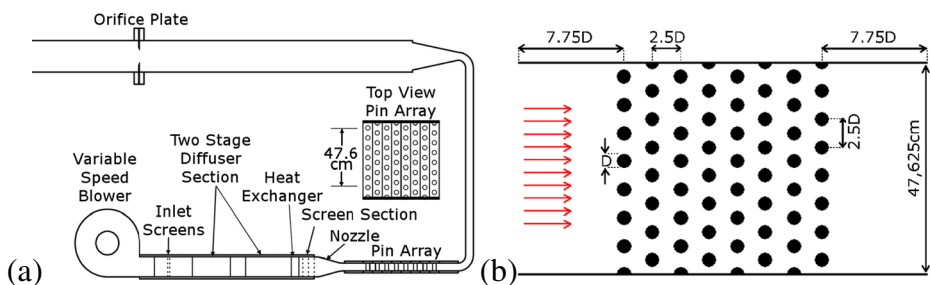 Orifice Plate
Top View
Pin Array
47.6
cm
Two Stage
Diffuser
Section
Variable
Speed
Blower
Heat
Exchanger
Inlet
Screens
Screen Section
Nozzle
Pin Array
(a)
7.75D
2.5D
7.75D
2.5D
D
47,625cm
(b)